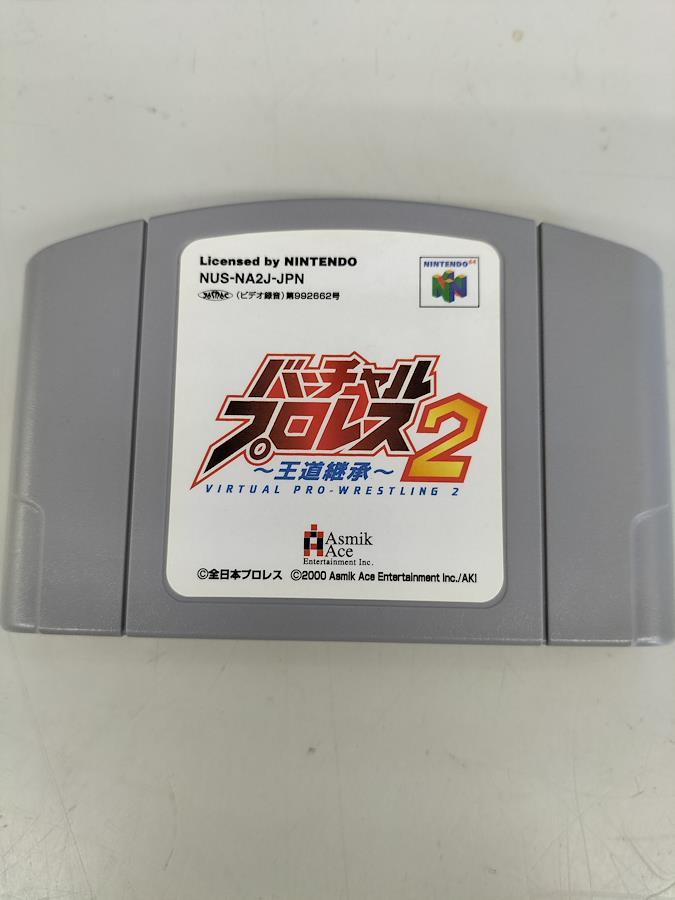 Licensed by NINTENDO
NUS-NA2J-JPN
(ビデオ録音)第992662号
NINTENDO 64
バーチャル
プロレス2
~王道継承~
VIRTUAL PRO-WRESTLING 2
Asmik
Ace
Entertainment Inc.
©全日本プロレス ©2000 Asmik Ace Entertainment Inc./AKI